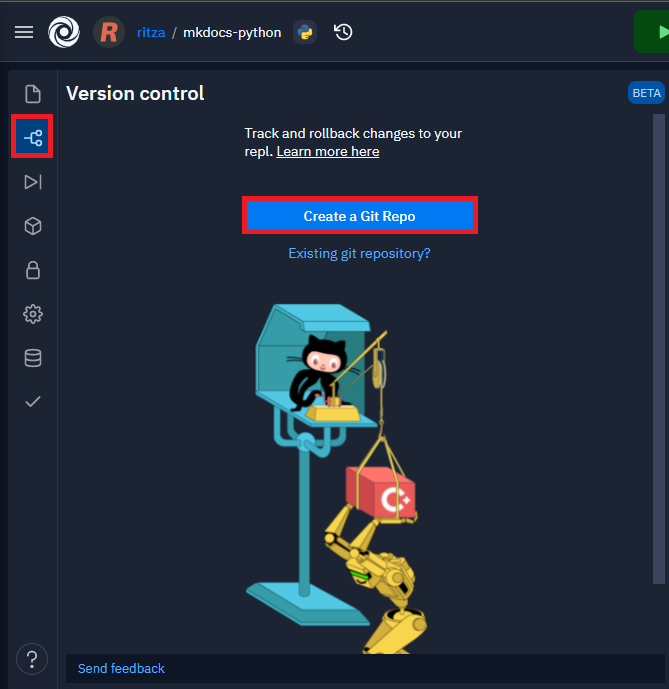 R ritza / mkdocs-python
Version control
BETA
Track and rollback changes to your
repl. Learn more here
Create a Git Repo
Existing git repository?
C+
?
Send feedback